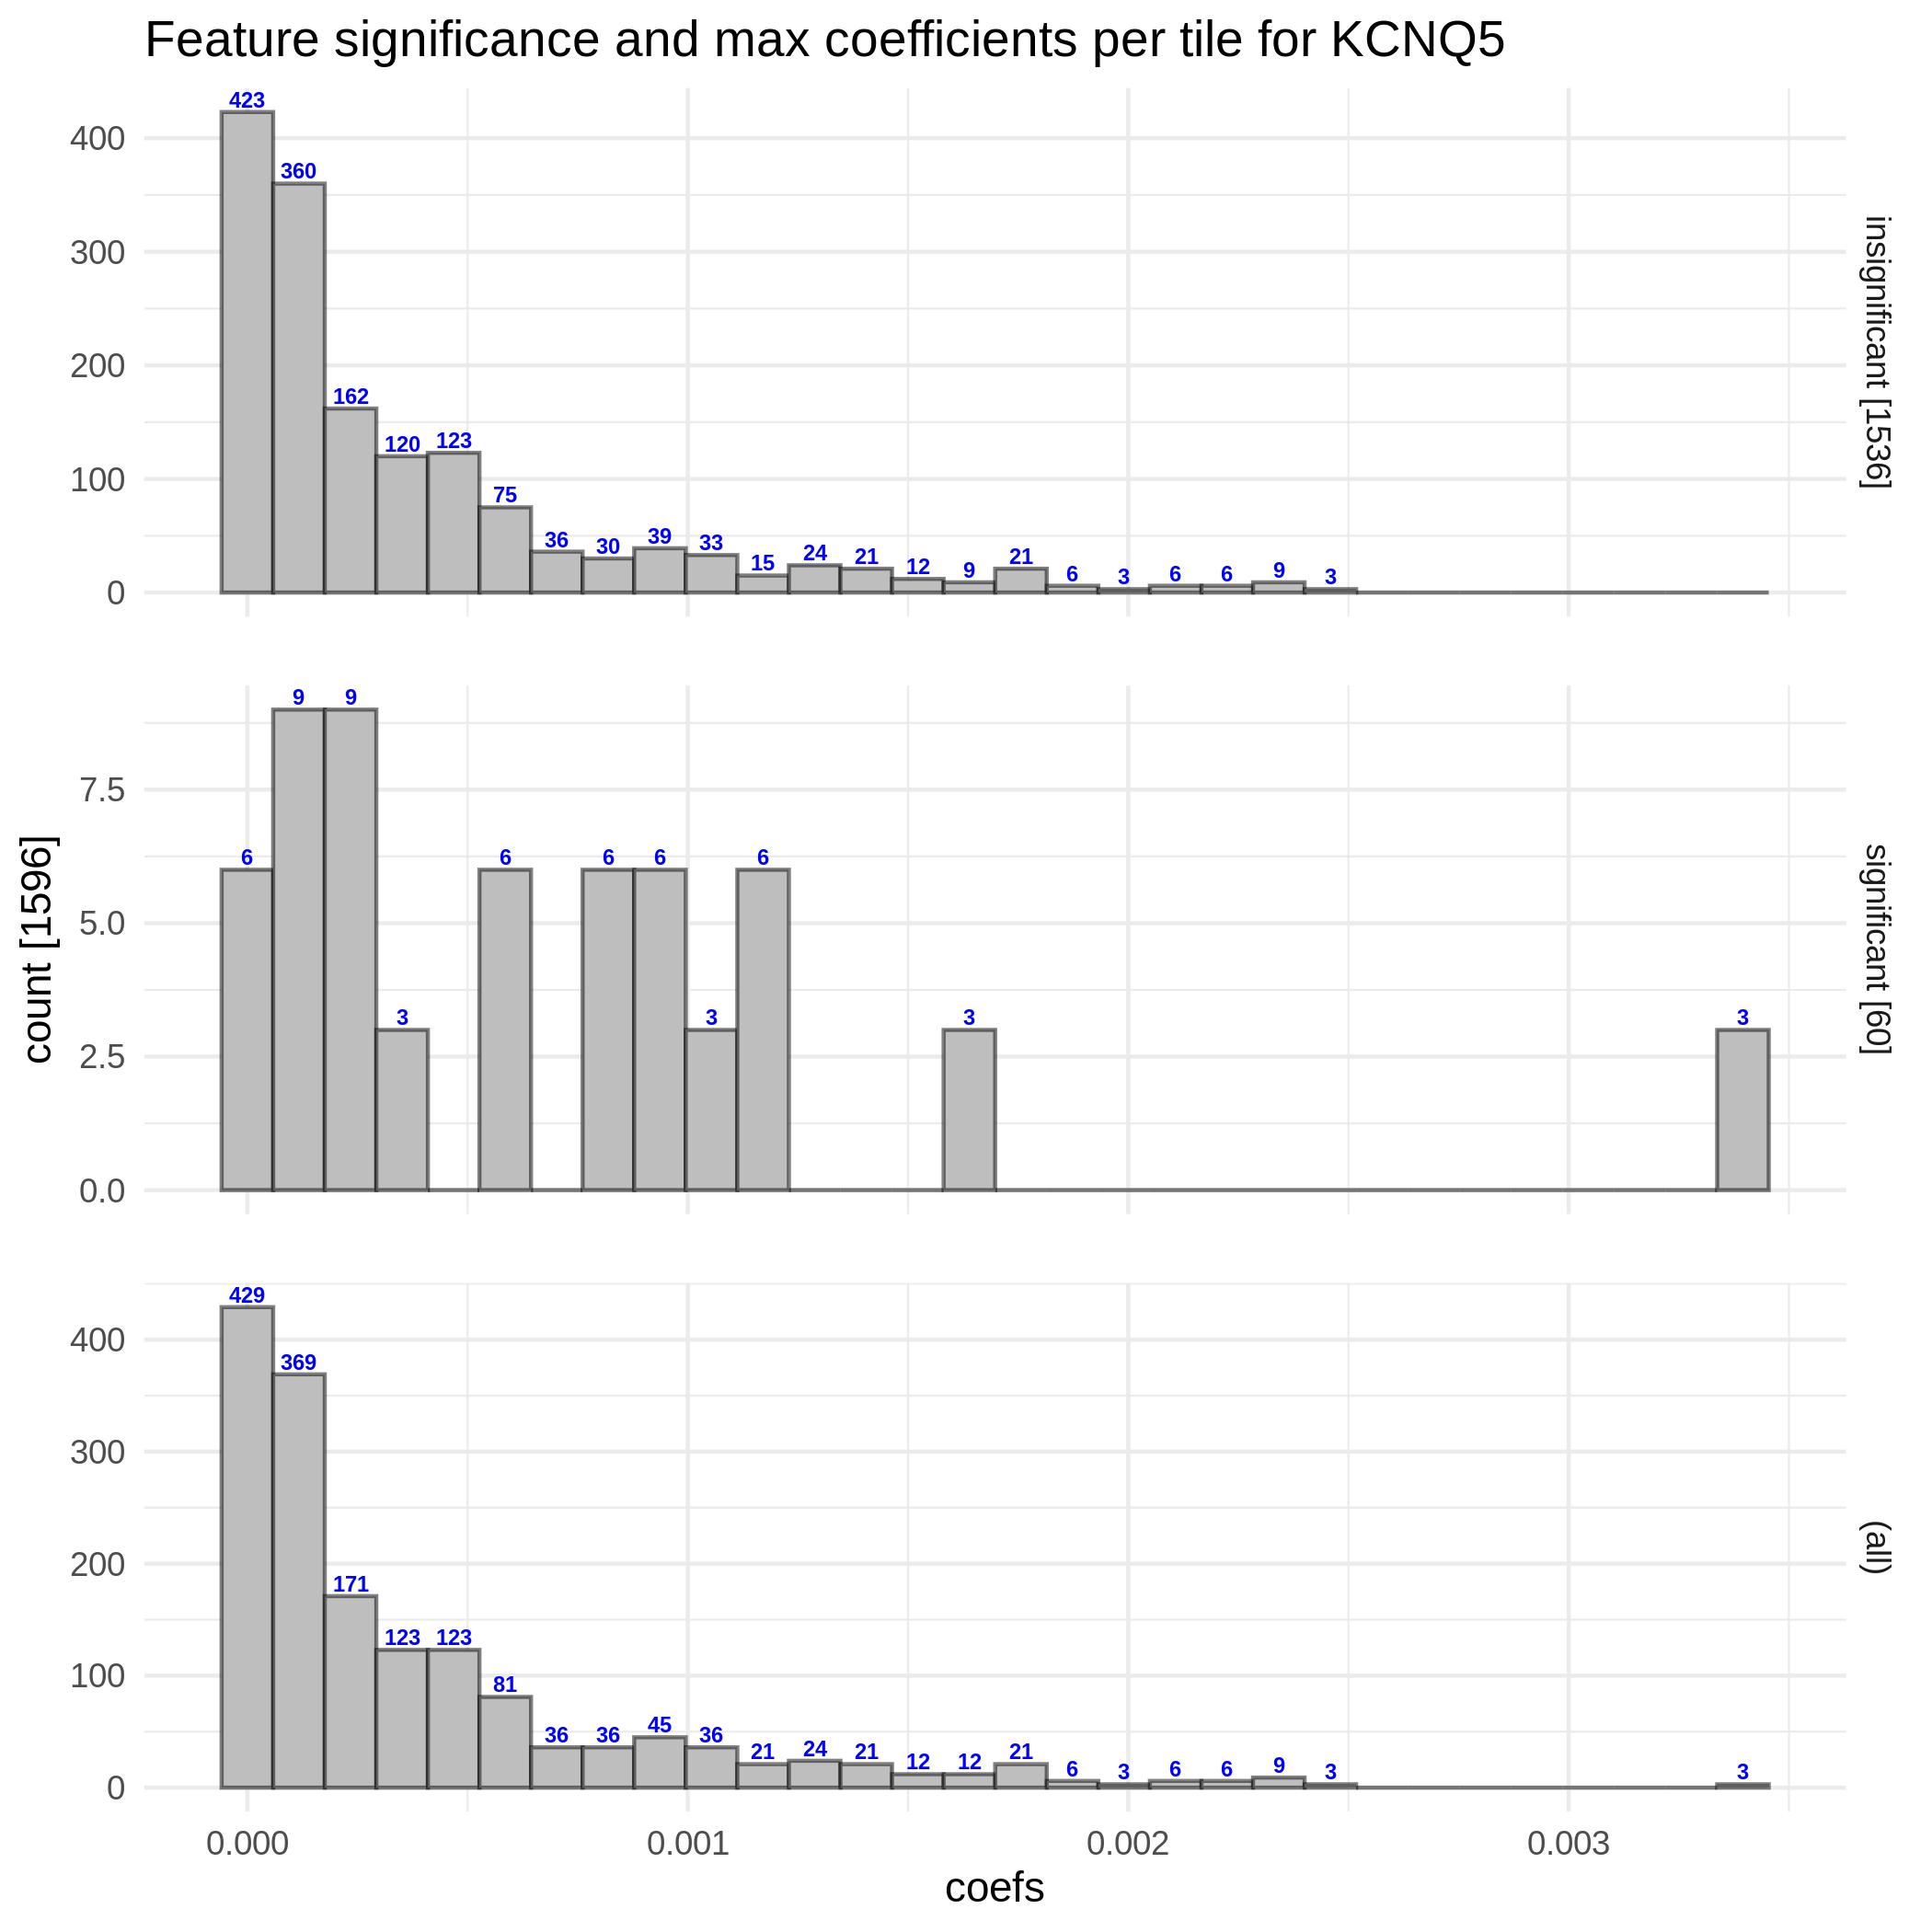 Feature significance and max coefficients per tile for KCNQ5
423
360
162
120 123
75
36 30 39 33 15 24 21 12 9 21 6 3 6 6 9 3
400
300
200
100
0
insignificant [1536]
count [1596]
6 9 9 3 6 6 6 3 6 3 3
7.5
5.0
2.5
0.0
significant [60]
429
369
171
123 123
81
36 36 45 36 21 24 21 12 12 21 6 3 6 6 9 3 3
400
300
200
100
0
(all)
0.000 0.001 0.002 0.003
coefs